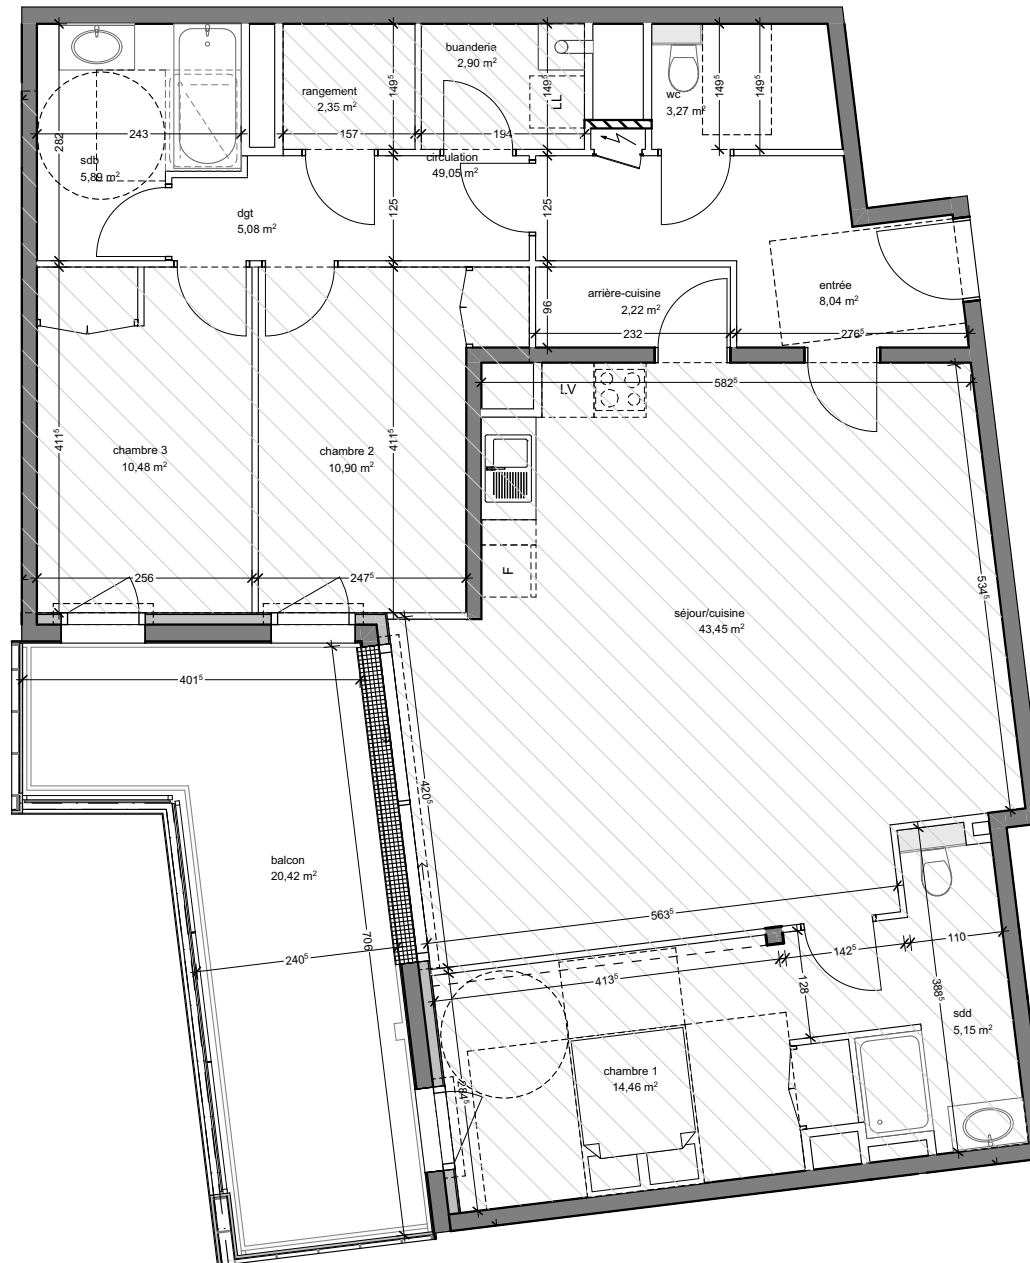 buanderie
2,90 m²
rangement
2,35 m²
wc
3,27 m²
149⁵
149⁵
149⁵
149⁵
LL
282
243
157
194
sdb
5,89 m²
circulation
49,05 m²
dgt
5,08 m²
125
125
arrière-cuisine
2,22 m²
entrée
8,04 m²
96
232
276⁵
582⁵
LV
chambre 3
10,48 m²
chambre 2
10,90 m²
411⁵
411⁵
F
256
247⁵
534⁵
séjour/cuisine
43,45 m²
401⁵
420⁵
balcon
20,42 m²
706
240⁵
563⁵
413⁵
142⁵
110
128
388⁵
sdd
5,15 m²
chambre 1
14,46 m²
284⁵